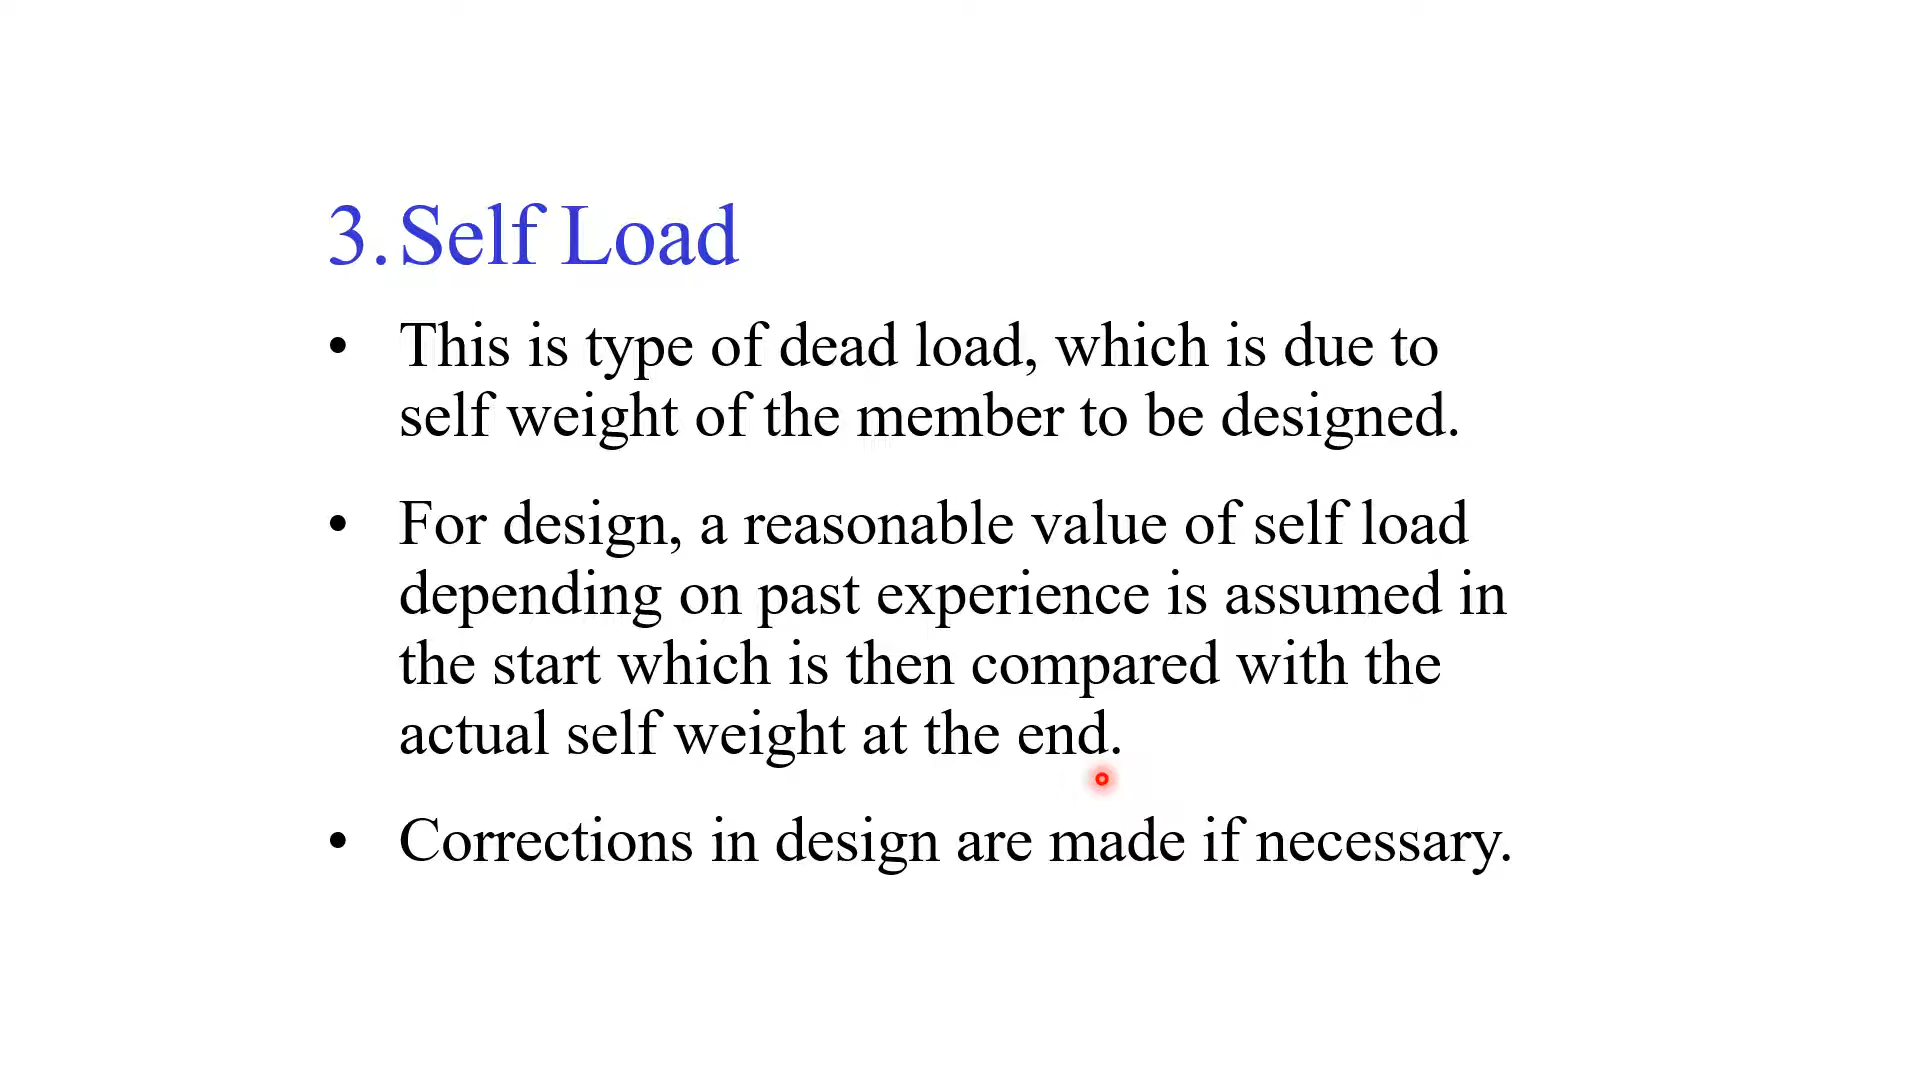 3. Self Load
• This is type of dead load, which is due to
self weight of the member to be designed.
• For design, a reasonable value of self load
depending on past experience is assumed in
the start which is then compared with the
actual self weight at the end.
• Corrections in design are made if necessary.